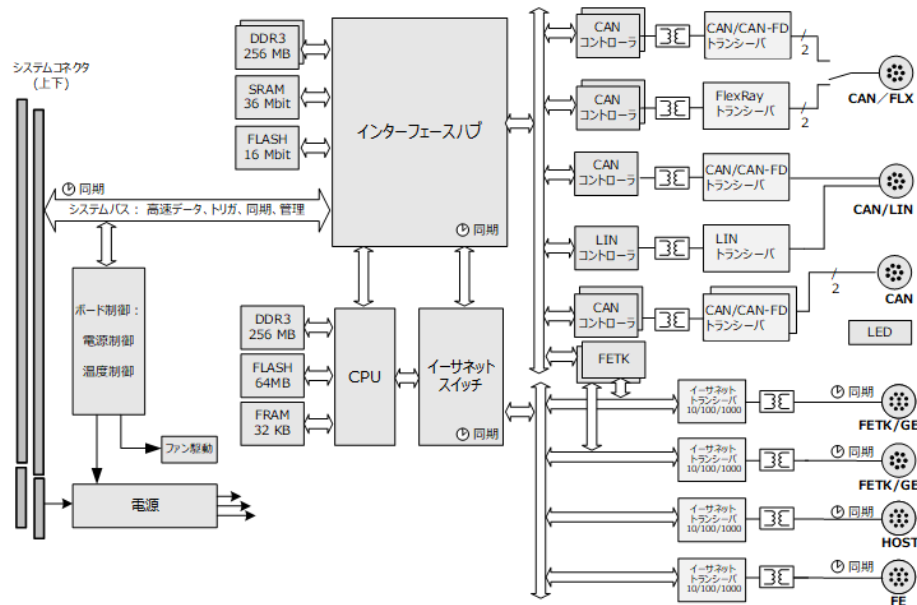 システムコネクタ
(上下)
DDR3
256 MB
SRAM
36 Mbit
FLASH
16 Mbit
インターフェースハブ
同期
同期
システムバス： 高速データ、トリガ、同期、管理
ボード制御：
電源制御
温度制御
ファン駆動
電源
DDR3
256 MB
FLASH
64MB
FRAM
32 KB
CPU
イーサネット
スイッチ
同期
CAN
コントローラ
CAN/CAN-FD
トランシーバ
2
CAN
コントローラ
FlexRay
トランシーバ
2
CAN／FLX
CAN
コントローラ
CAN/CAN-FD
トランシーバ
CAN/LIN
LIN
コントローラ
LIN
トランシーバ
CAN
コントローラ
CAN/CAN-FD
トランシーバ
2
CAN
LED
FETK
イーサネット
トランシーバ
10/100/1000
同期
FETK/GE
イーサネット
トランシーバ
10/100/1000
同期
FETK/GE
イーサネット
トランシーバ
10/100/1000
同期
HOST
イーサネット
トランシーバ
10/100/1000
同期
FE